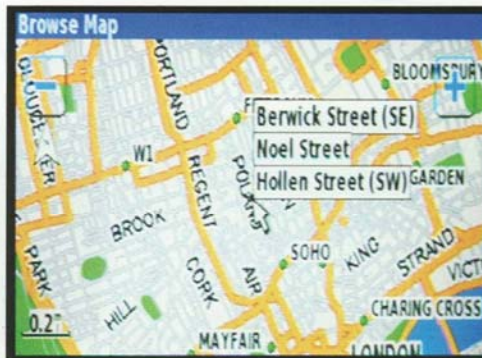 Browse Map
BLOOMSBURY
PORTLAND
Berwick Street (SE)
Noel Street
Hollen Street (SW)
GARDEN
W1
REGENT
BROOK
SOHO
KING
STRAND
PARK
CORK
AIR
HILL
CHARING CROSS
0.2"
MAYFAIR
LONDON